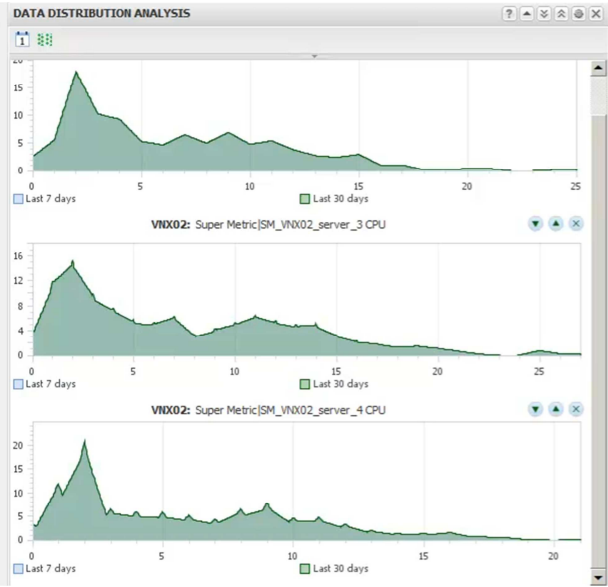 DATA DISTRIBUTION ANALYSIS
1
20
15
10
5
0
0 5 10 15 20 25
Last 7 days Last 30 days
VNX02: Super Metric|SM_VNX02_server_3 CPU
16
12
8
4
0
0 5 10 15 20 25
Last 7 days Last 30 days
VNX02: Super Metric|SM_VNX02_server_4 CPU
20
15
10
5
0
0 5 10 15 20
Last 7 days Last 30 days